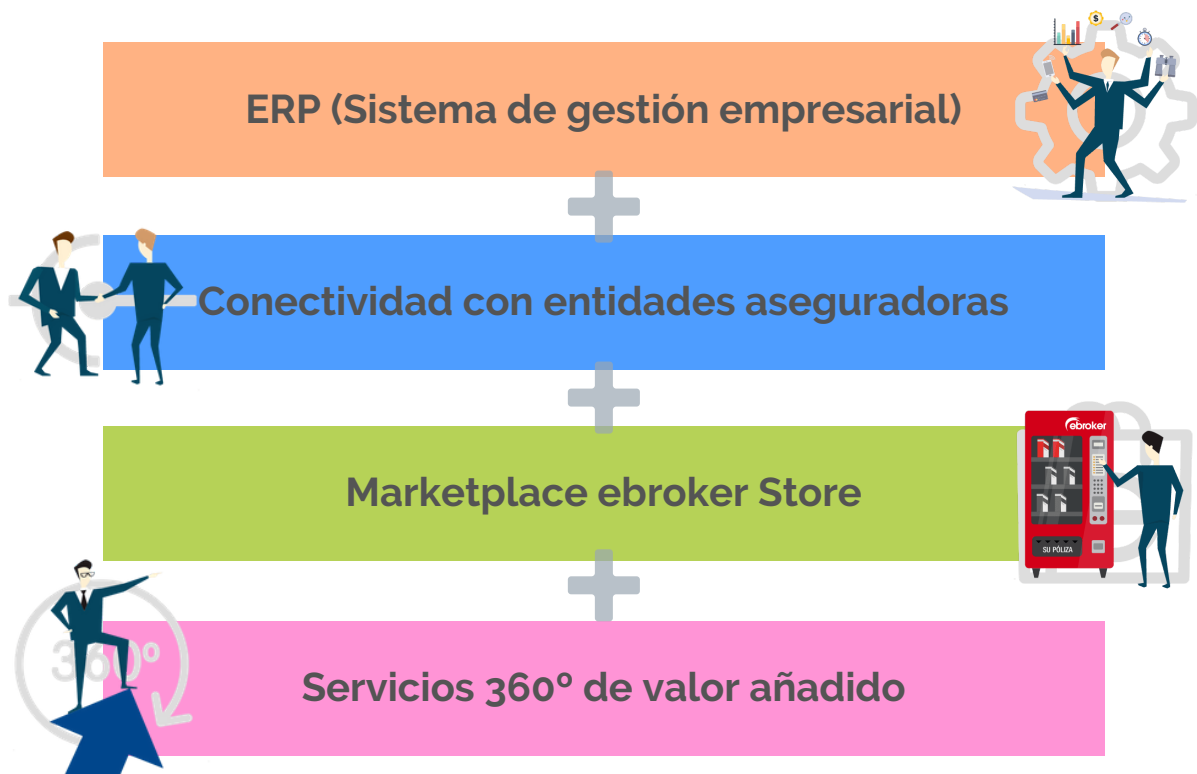 ERP (Sistema de gestión empresarial)
Conectividad con entidades aseguradoras
ebroker
Marketplace ebroker Store
SU PÓLIZA
360º
Servicios 360º de valor añadido